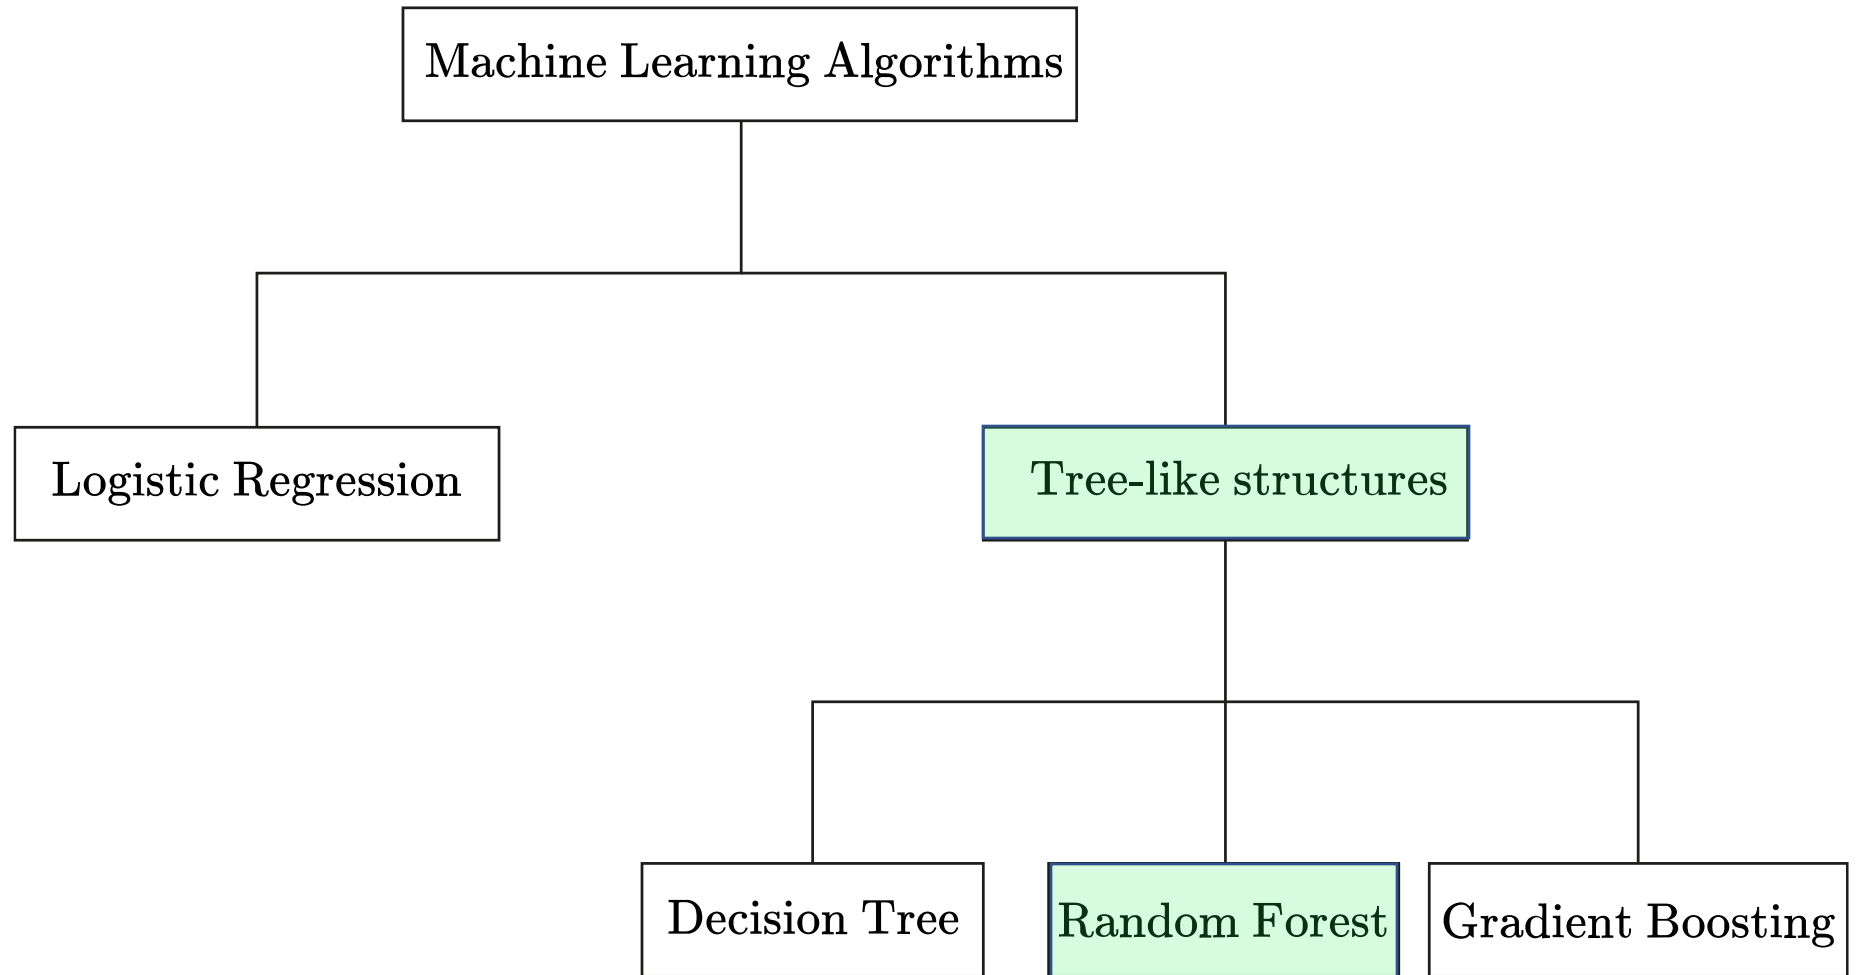 Machine Learning Algorithms
Logistic Regression
Tree-like structures
Decision Tree
Random Forest
Gradient Boosting